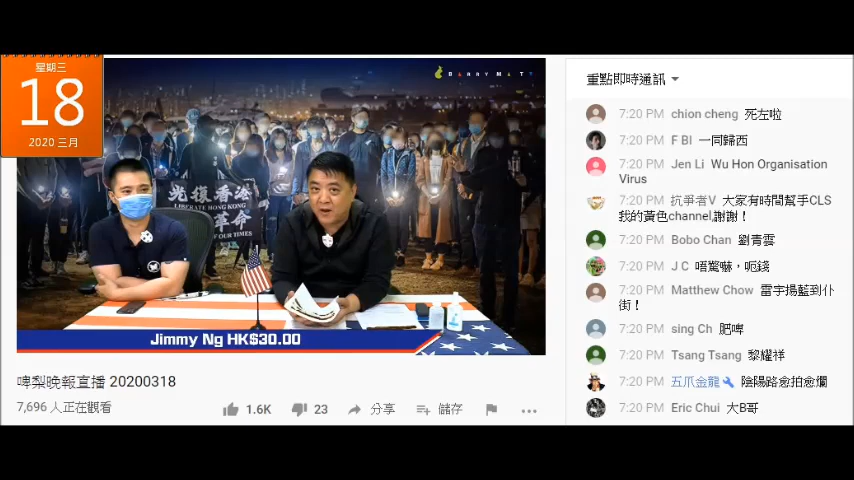 星期三
18
2020 三月
BARRYMATT
光復香港
LIBERATE HONG KONG
革命
OF OUR TIMES
Jimmy Ng HK$30.00
啤梨晚報直播 20200318
7,696 人正在觀看
1.6K
23
分享
儲存
重點即時通訊
7:20 PM chion cheng 死左啦
7:20 PM F BI 一同歸西
7:20 PM Jen Li Wu Hon Organisation
Virus
7:20 PM 抗爭者V 大家有時間幫手CLS
我的黃色channel,謝謝！
7:20 PM Bobo Chan 劉青雲
7:20 PM J C 唔驚嚇，呃錢
7:20 PM Matthew Chow 雷宇揚藍到仆
街！
7:20 PM sing Ch 肥啤
7:20 PM Tsang Tsang 黎耀祥
7:20 PM 五爪金龍 陰陽路愈拍愈爛
7:20 PM Eric Chui 大B哥